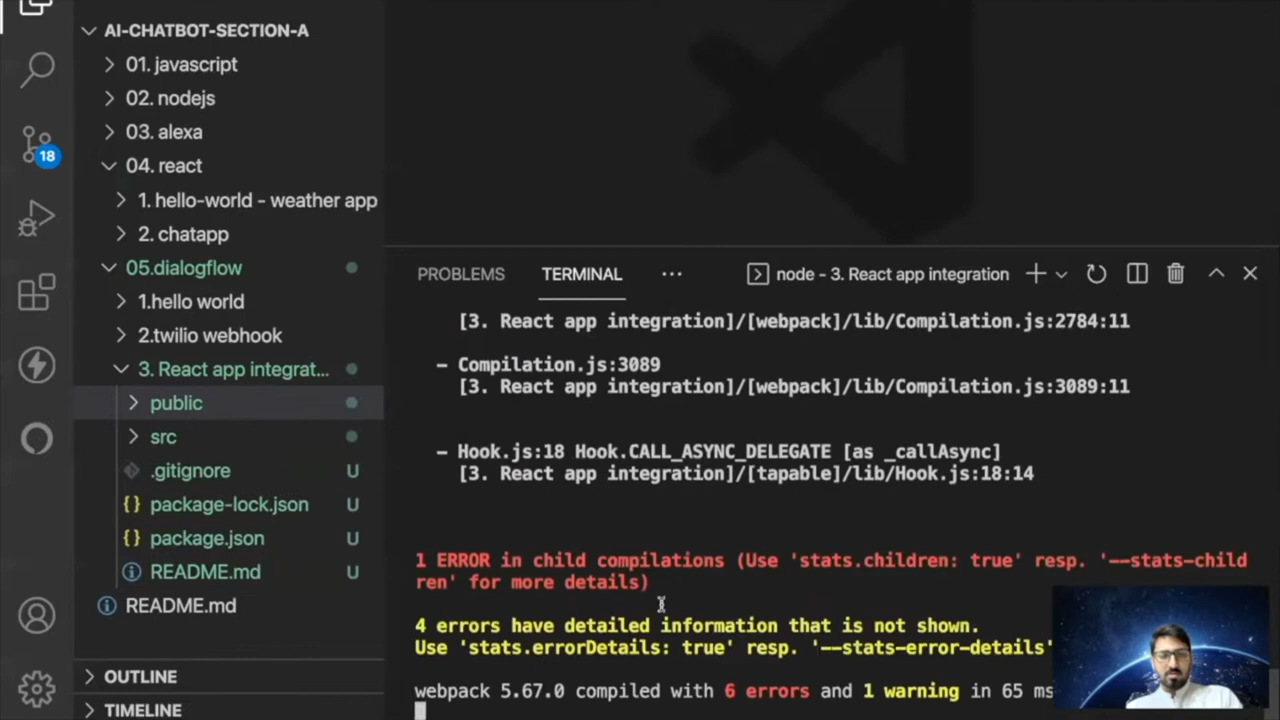 AI-CHATBOT-SECTION-A
01. javascript
02. nodejs
03. alexa
18
04. react
1. hello-world - weather app
2. chatapp
05.dialogflow
1.hello world
2.twilio webhook
3. React app integrat...
public
src
.gitignore U
package-lock.json U
package.json U
README.md U
README.md
OUTLINE
TIMELINE
PROBLEMS TERMINAL ... node - 3. React app integration
[3. React app integration]/[webpack]/lib/Compilation.js:2784:11
– Compilation.js:3089
[3. React app integration]/[webpack]/lib/Compilation.js:3089:11
– Hook.js:18 Hook.CALL_ASYNC_DELEGATE [as _callAsync]
[3. React app integration]/[tapable]/lib/Hook.js:18:14
1 ERROR in child compilations (Use 'stats.children: true' resp. '--stats-child
ren' for more details)
4 errors have detailed information that is not shown.
Use 'stats.errorDetails: true' resp. '--stats-error-details'
webpack 5.67.0 compiled with 6 errors and 1 warning in 65 ms